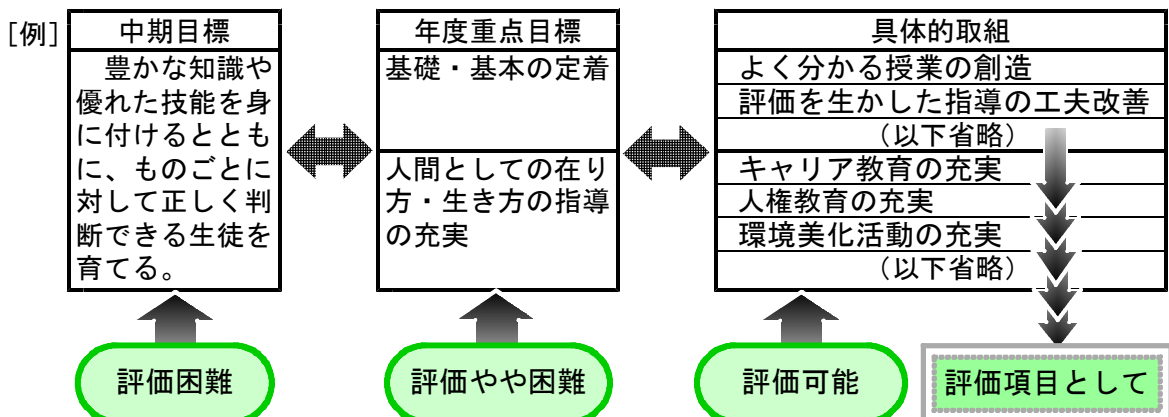 ［例］
中期目標
豊かな知識や
優れた技能を身
に付けるととも
に、ものごとに
対して正しく判
断できる生徒を
育てる。
年度重点目標
基礎・基本の定着
人間としての在り
方・生き方の指導
の充実
具体的取組
よく分かる授業の創造
評価を生かした指導の工夫改善
（以下省略）
キャリア教育の充実
人権教育の充実
環境美化活動の充実
（以下省略）
評価困難
評価やや困難
評価可能
評価項目として